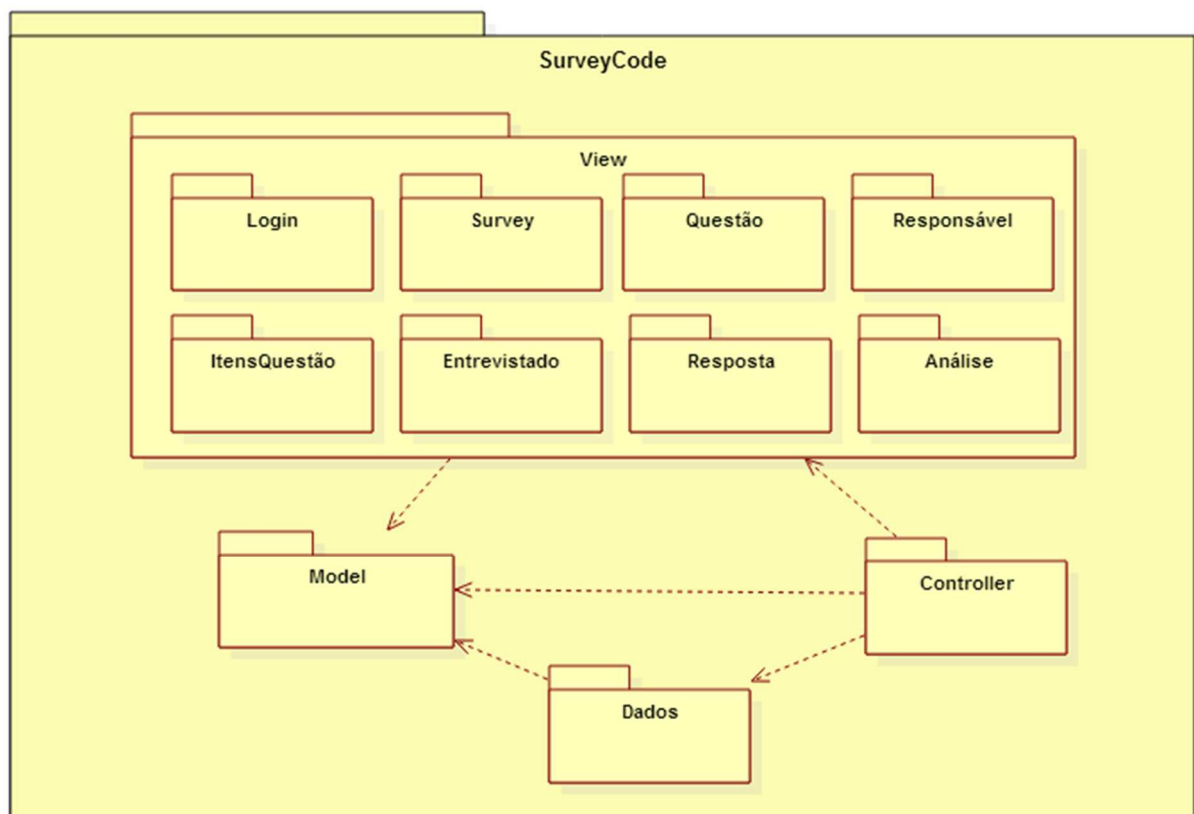 SurveyCode
View
Login
Survey
Questão
Responsável
ItensQuestão
Entrevistado
Resposta
Análise
Model
Controller
Dados